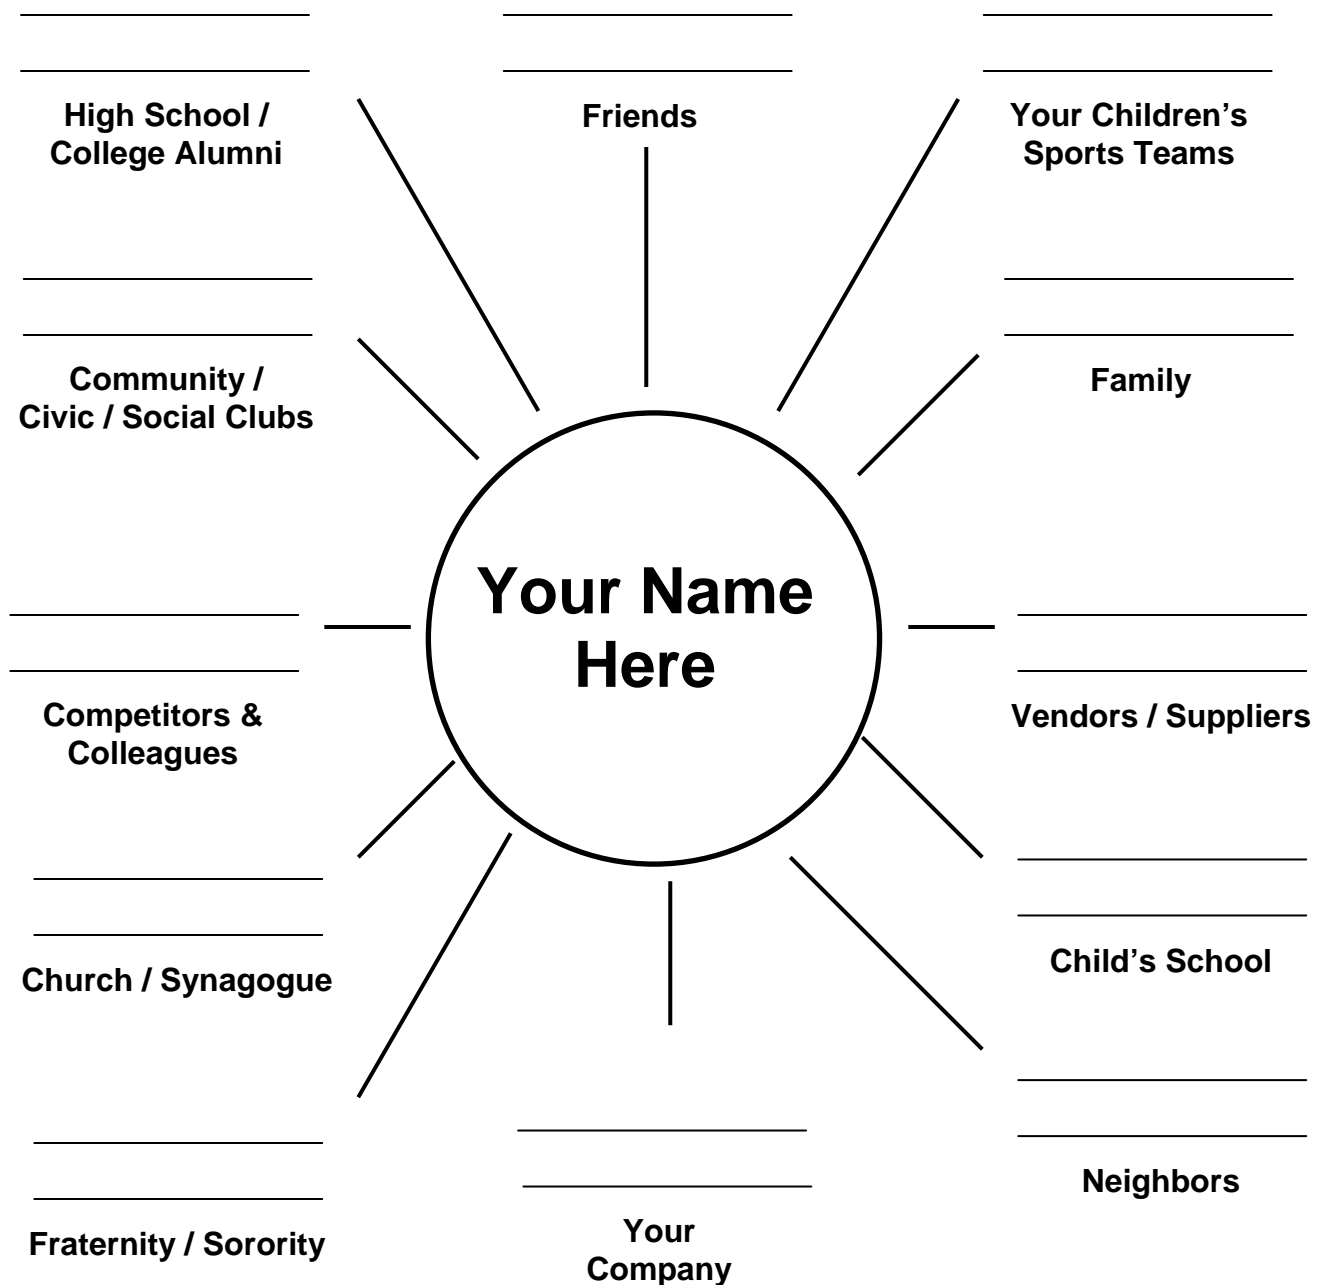 High School /
College Alumni
Friends
Your Children’s
Sports Teams
Community /
Civic / Social Clubs
Family
Your Name
Here
Competitors &
Colleagues
Vendors / Suppliers
Church / Synagogue
Child’s School
Fraternity / Sorority
Your
Company
Neighbors